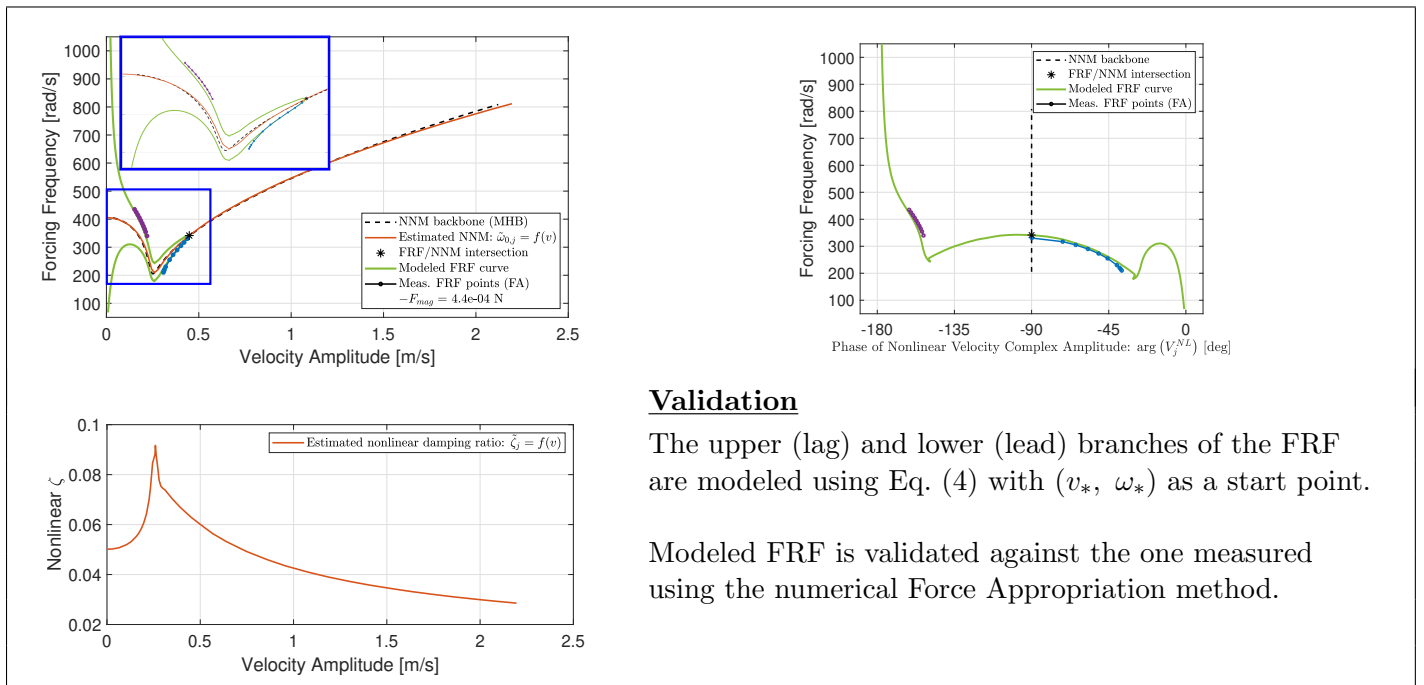 1000
900
800
700
600
500
400
300
200
100
Forcing Frequency [rad/s]
0
0.5
1
1.5
2
2.5
Velocity Amplitude [m/s]
NNM backbone (MHB)
Estimated NNM: ω̃₀,ⱼ = f(v)
FRF/NNM intersection
Modeled FRF curve
Meas. FRF points (FA)
−F_mag = 4.4e-04 N
1000
900
800
700
600
500
400
300
200
100
Forcing Frequency [rad/s]
-180
-135
-90
-45
0
Phase of Nonlinear Velocity Complex Amplitude: arg (V_j^{NL}) [deg]
NNM backbone
FRF/NNM intersection
Modeled FRF curve
Meas. FRF points (FA)
0.1
0.08
0.06
0.04
0.02
Nonlinear ζ
0
0.5
1
1.5
2
2.5
Velocity Amplitude [m/s]
Estimated nonlinear damping ratio: ζ̃ⱼ = f(v)
Validation
The upper (lag) and lower (lead) branches of the FRF
are modeled using Eq. (4) with (v∗, ω∗) as a start point.
Modeled FRF is validated against the one measured
using the numerical Force Appropriation method.